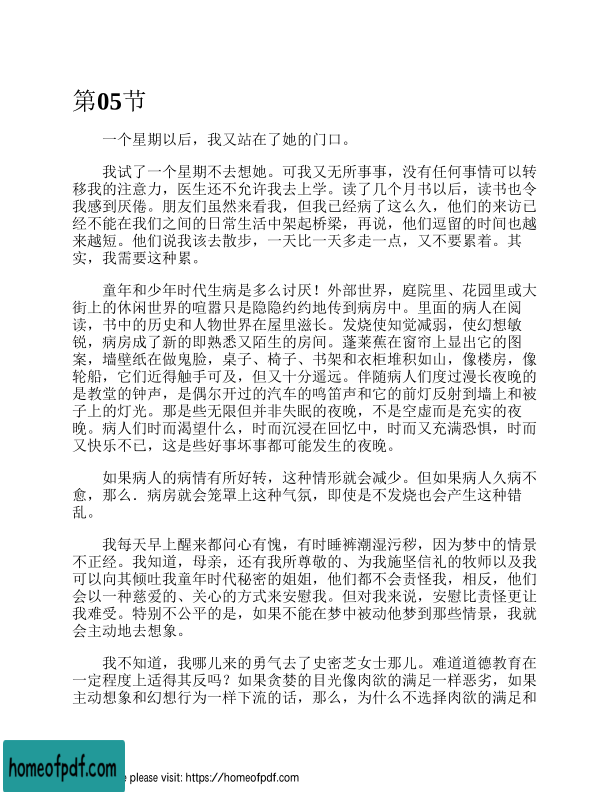 第05节
一个星期以后，我又站在了她的门口。
我试了一个星期不去想她。可我又无所事事，没有任何事情可以转
移我的注意力，医生还不允许我去上学。读了几个月书以后，读书也令
我感到厌倦。朋友们虽然来看我，但我已经病了这么久，他们的来访已
经不能在我们之间的日常生活中架起桥梁，再说，他们逗留的时间也越
来越短。他们说我该去散步，一天比一天多走一点，又不要累着。其
实，我需要这种累。
童年和少年时代生病是多么讨厌！外部世界，庭院里、花园里或大
街上的休闲世界的喧嚣只是隐隐约约地传到病房中。里面的病人在阅
读，书中的历史和人物世界在屋里滋长。发烧使知觉减弱，使幻想敏
锐，病房成了新的即熟悉又陌生的房间。蓬莱蕉在窗帘上显出它的图
案，墙壁纸在做鬼脸，桌子、椅子、书架和衣柜堆积如山，像楼房，像
轮船，它们近得触手可及，但又十分遥远。伴随病人们度过漫长夜晚的
是教堂的钟声，是偶尔开过的汽车的鸣笛声和它的前灯反射到墙上和被
子上的灯光。那是些无限但并非失眠的夜晚，不是空虚而是充实的夜
晚。病人们时而渴望什么，时而沉浸在回忆中，时而又充满恐惧，时而
又快乐不已，这是些好事坏事都可能发生的夜晚。
如果病人的病情有所好转，这种情形就会减少。但如果病人久病不
愈，那么．病房就会笼罩上这种气氛，即使是不发烧也会产生这种错
乱。
我每天早上醒来都问心有愧，有时睡裤潮湿污秽，因为梦中的情景
不正经。我知道，母亲，还有我所尊敬的、为我施坚信礼的牧师以及我
可以向其倾吐我童年时代秘密的姐姐，他们都不会责怪我，相反，他们
会以一种慈爱的、关心的方式来安慰我。但对我来说，安慰比责怪更让
我难受。特别不公平的是，如果不能在梦中被动他梦到那些情景，我就
会主动地去想象。
我不知道，我哪儿来的勇气去了史密芝女士那儿。难道道德教育在
一定程度上适得其反吗？如果贪婪的目光像肉欲的满足一样恶劣，如果
主动想象和幻想行为一样下流的话，那么，为什么不选择肉欲的满足和
homeofpdf.com
e please visit: https://homeofpdf.com